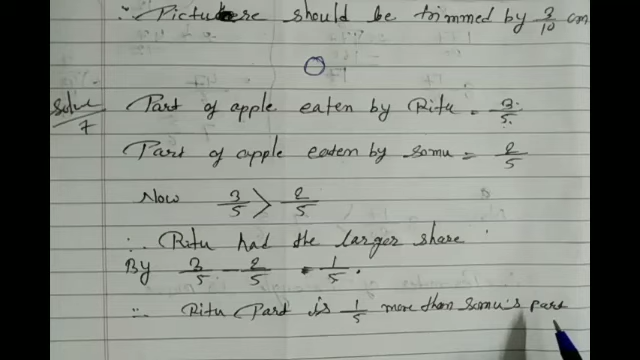 ∴ Picture should be trimmed by 3/10 cm
Solve 7 Part of apple eaten by Ritu = 3/5
Part of apple eaten by somu = 2/5
Now 3/5 > 2/5
∴ Ritu had the larger share
By 3/5 - 2/5 = 1/5.
∴ Ritu Part is 1/5 more than somu's part